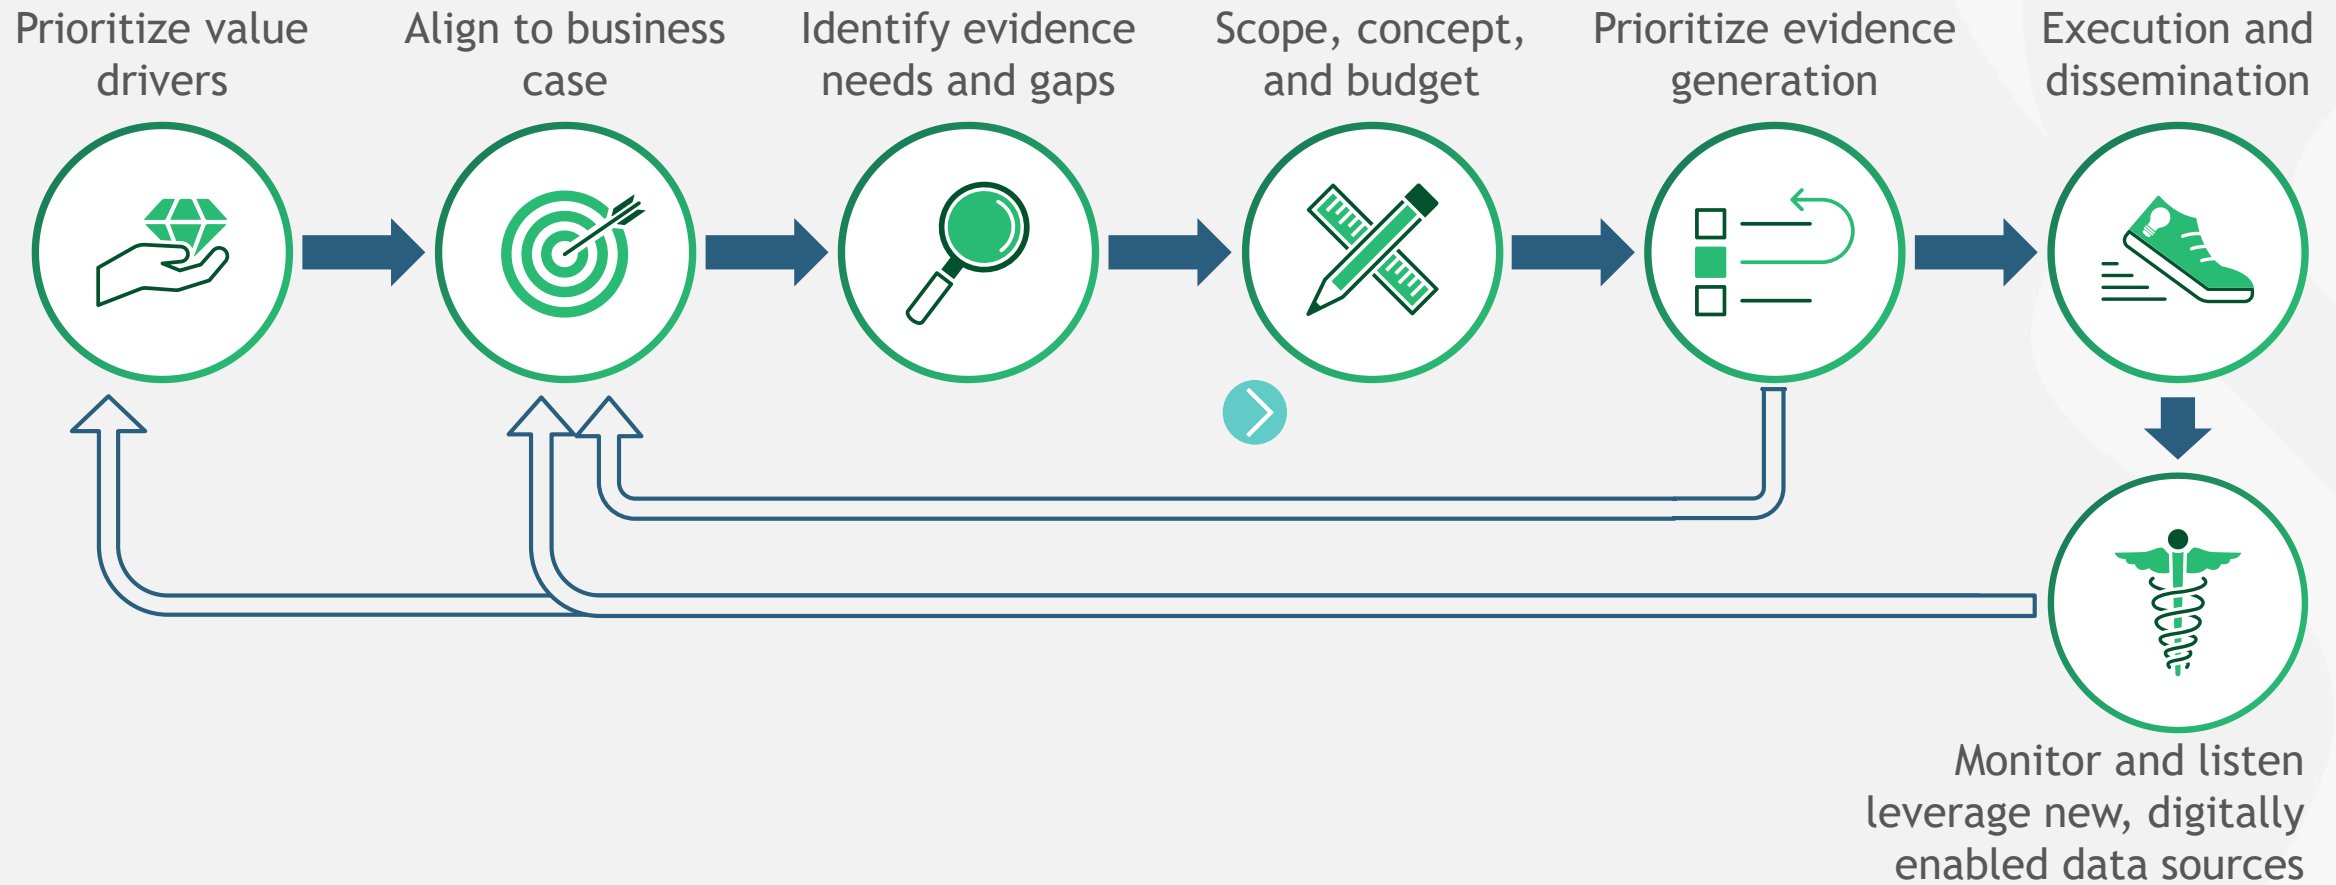 Prioritize value
drivers
Align to business
case
Identify evidence
needs and gaps
Scope, concept,
and budget
Prioritize evidence
generation
Execution and
dissemination
Monitor and listen
leverage new, digitally
enabled data sources